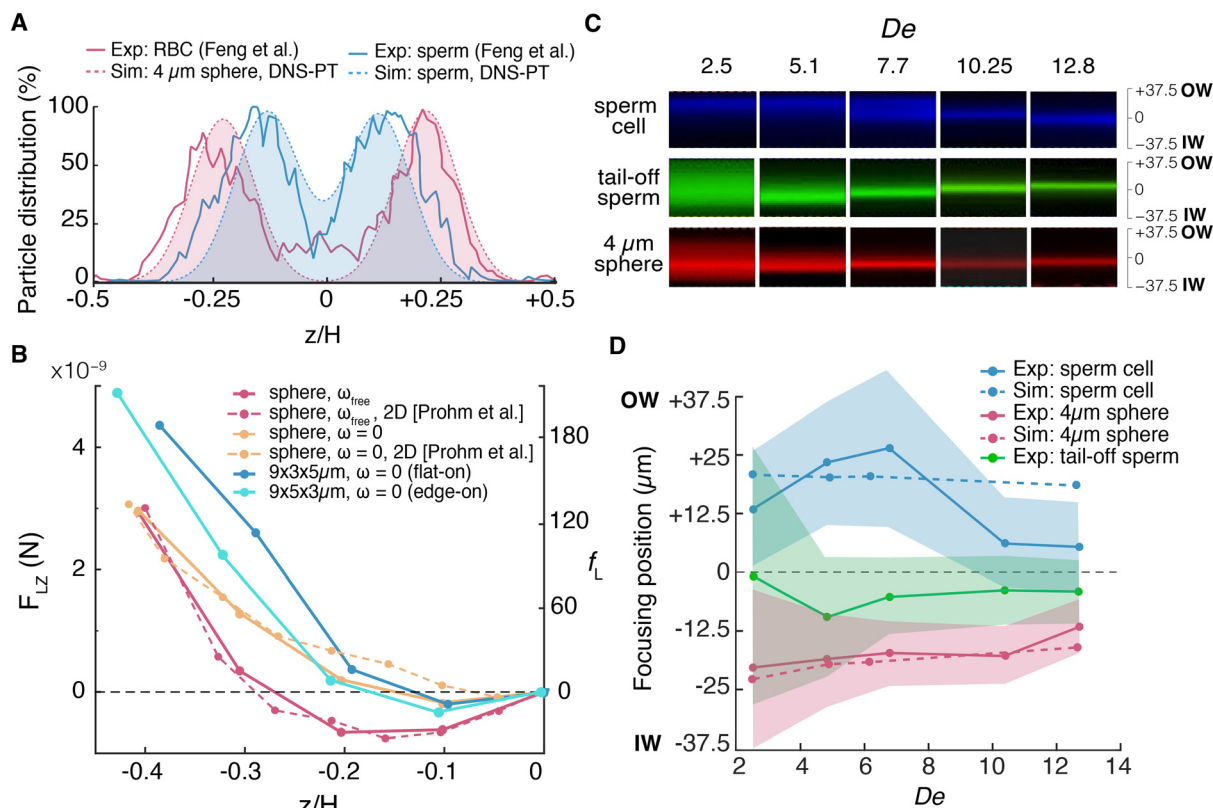 A
Exp: RBC (Feng et al.)
Exp: sperm (Feng et al.)
Sim: 4 µm sphere, DNS-PT
Sim: sperm, DNS-PT
Particle distribution (%)
100
50
25
0
-0.5
-0.25
0
+0.25
+0.5
z/H
B
x10⁻⁹
sphere, ω_free
sphere, ω_free, 2D [Prohm et al.]
sphere, ω = 0
sphere, ω = 0, 2D [Prohm et al.]
9x3x5µm, ω = 0 (flat-on)
9x5x3µm, ω = 0 (edge-on)
F_LZ (N)
4
2
0
180
120
60
0
f_L
-0.4
-0.3
-0.2
-0.1
0
z/H
C
De
2.5
5.1
7.7
10.25
12.8
sperm
cell
+37.5 OW
0
-37.5 IW
tail-off
sperm
+37.5 OW
0
-37.5 IW
4 µm
sphere
+37.5 OW
0
−37.5 IW
D
Exp: sperm cell
Sim: sperm cell
Exp: 4µm sphere
Sim: 4µm sphere
Exp: tail-off sperm
Focusing position (µm)
OW
+37.5
+25
+12.5
0
-12.5
-25
IW
-37.5
2
4
6
8
10
12
14
De